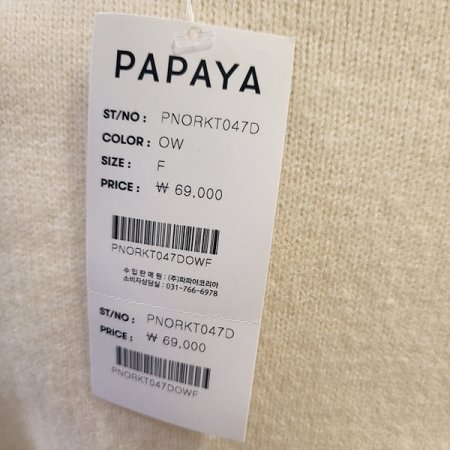 PAPAYA
ST/NO : PNORKT047D
COLOR : OW
SIZE : F
PRICE : ₩ 69,000
PNORKT047DOWF
수 입 판 매 원 : (주)파파야코리아
소비자상담실 : 031-766-6978
ST/NO : PNORKT047D
PRICE : ₩ 69,000
PNORKT047DOWF